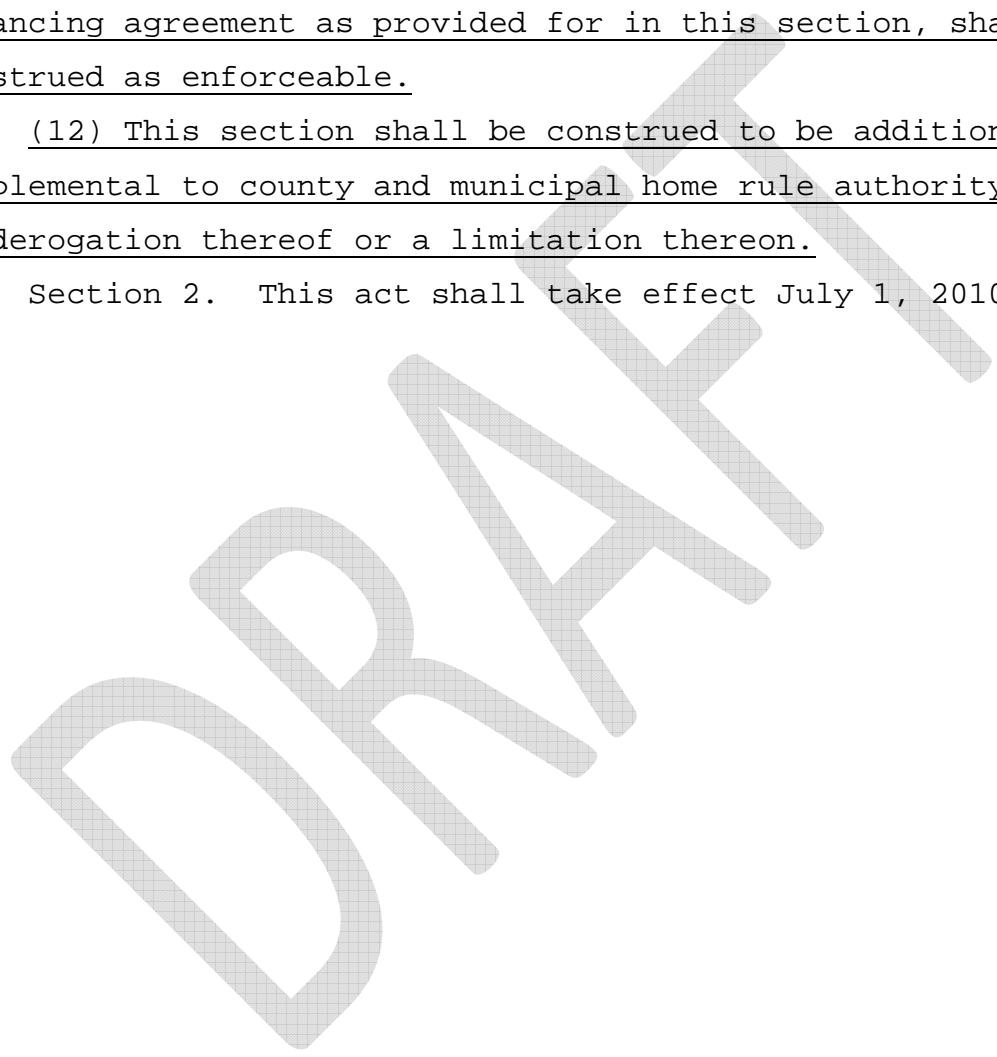 ancing agreement as provided for in this section, sha
strued as enforceable.
(12) This section shall be construed to be addition
plemental to county and municipal home rule authority
derogation thereof or a limitation thereon.
Section 2. This act shall take effect July 1, 2010
DRAFT